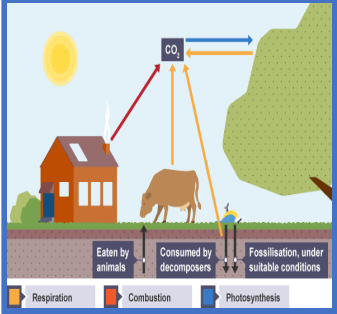 CO2
Eaten by
animals
Consumed by
decomposers
Fossilisation, under
suitable conditions
Respiration
Combustion
Photosynthesis